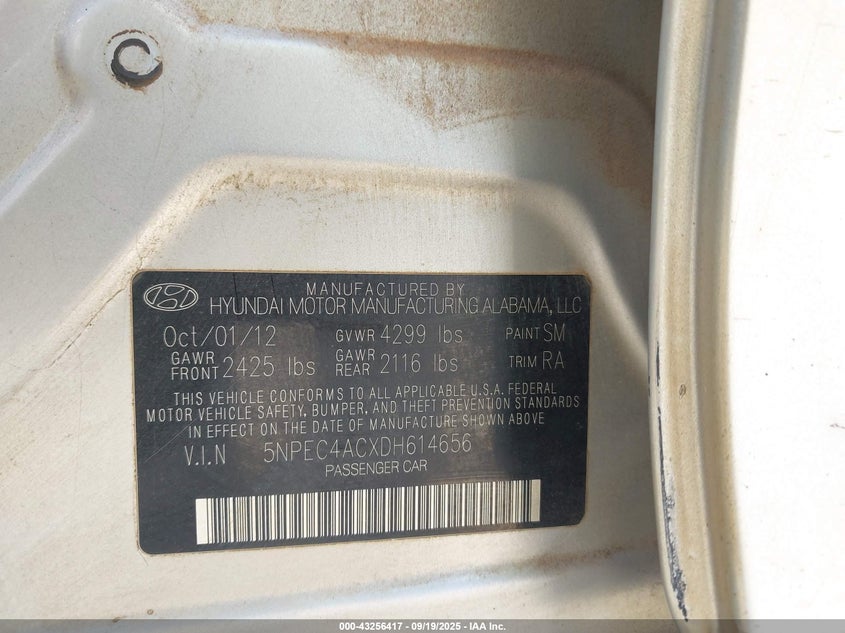 MANUFACTURED BY
HYUNDAI MOTOR MANUFACTURING ALABAMA, LLC
Oct/01/12 GVWR 4299 lbs PAINT SM
GAWR FRONT 2425 lbs GAWR REAR 2116 lbs TRIM RA
THIS VEHICLE CONFORMS TO ALL APPLICABLE U.S.A. FEDERAL
MOTOR VEHICLE SAFETY, BUMPER, AND THEFT PREVENTION STANDARDS
IN EFFECT ON THE DATE OF MANUFACTURE SHOWN ABOVE
V.I.N 5NPEC4ACXDH614656
PASSENGER CAR
000-43256417 - 09/19/2025 - IAA Inc.